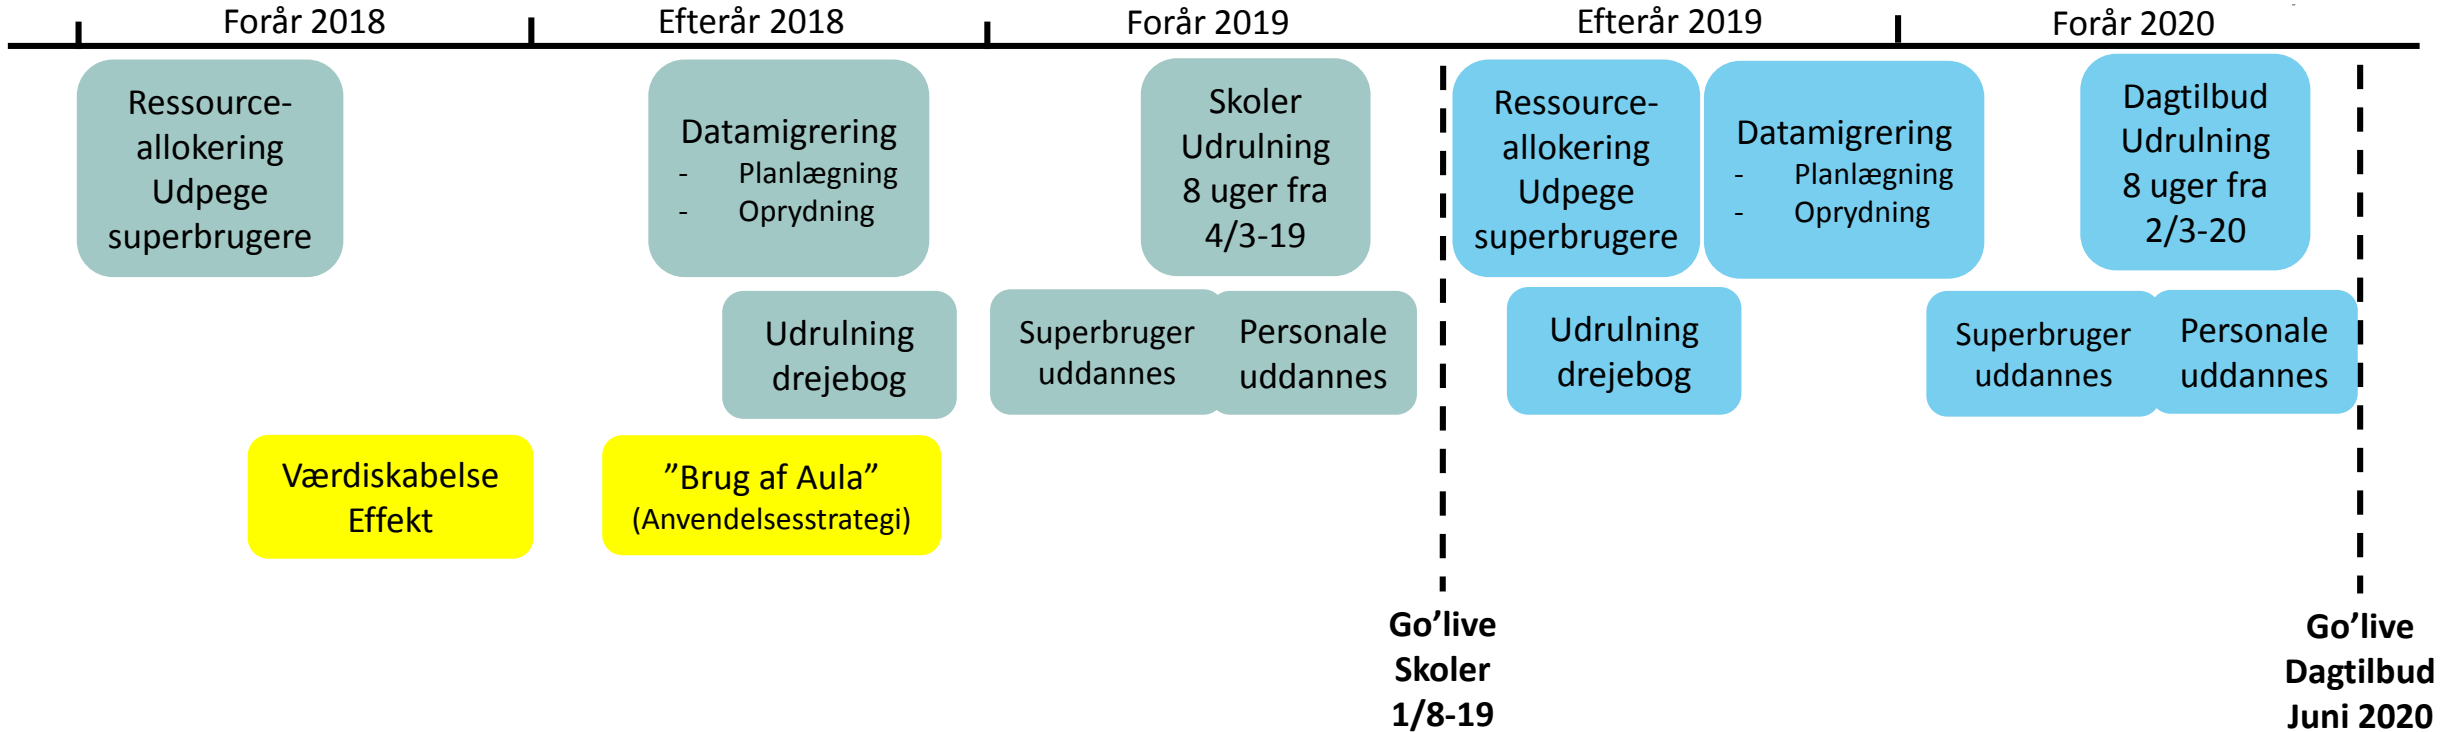 Forår 2018
Efterår 2018
Forår 2019
Efterår 2019
Forår 2020
Ressource-
allokering
Udpege
superbrugere
Datamigrering
- Planlægning
- Oprydning
Skoler
Udrulning
8 uger fra
4/3-19
Ressource-
allokering
Udpege
superbrugere
Datamigrering
- Planlægning
- Oprydning
Dagtilbud
Udrulning
8 uger fra
2/3-20
Udrulning
drejebog
Superbruger
uddannes
Personale
uddannes
Udrulning
drejebog
Superbruger
uddannes
Personale
uddannes
Værdiskabelse
Effekt
”Brug af Aula”
(Anvendelsesstrategi)
Go’live
Skoler
1/8-19
Go’live
Dagtilbud
Juni 2020